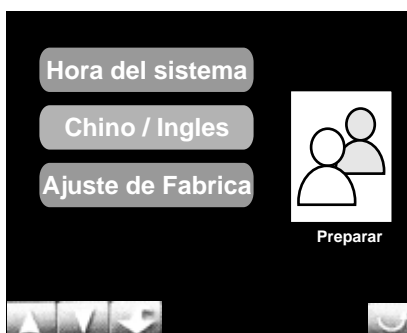 Hora del sistema
Chino / Ingles
Ajuste de Fabrica
Preparar